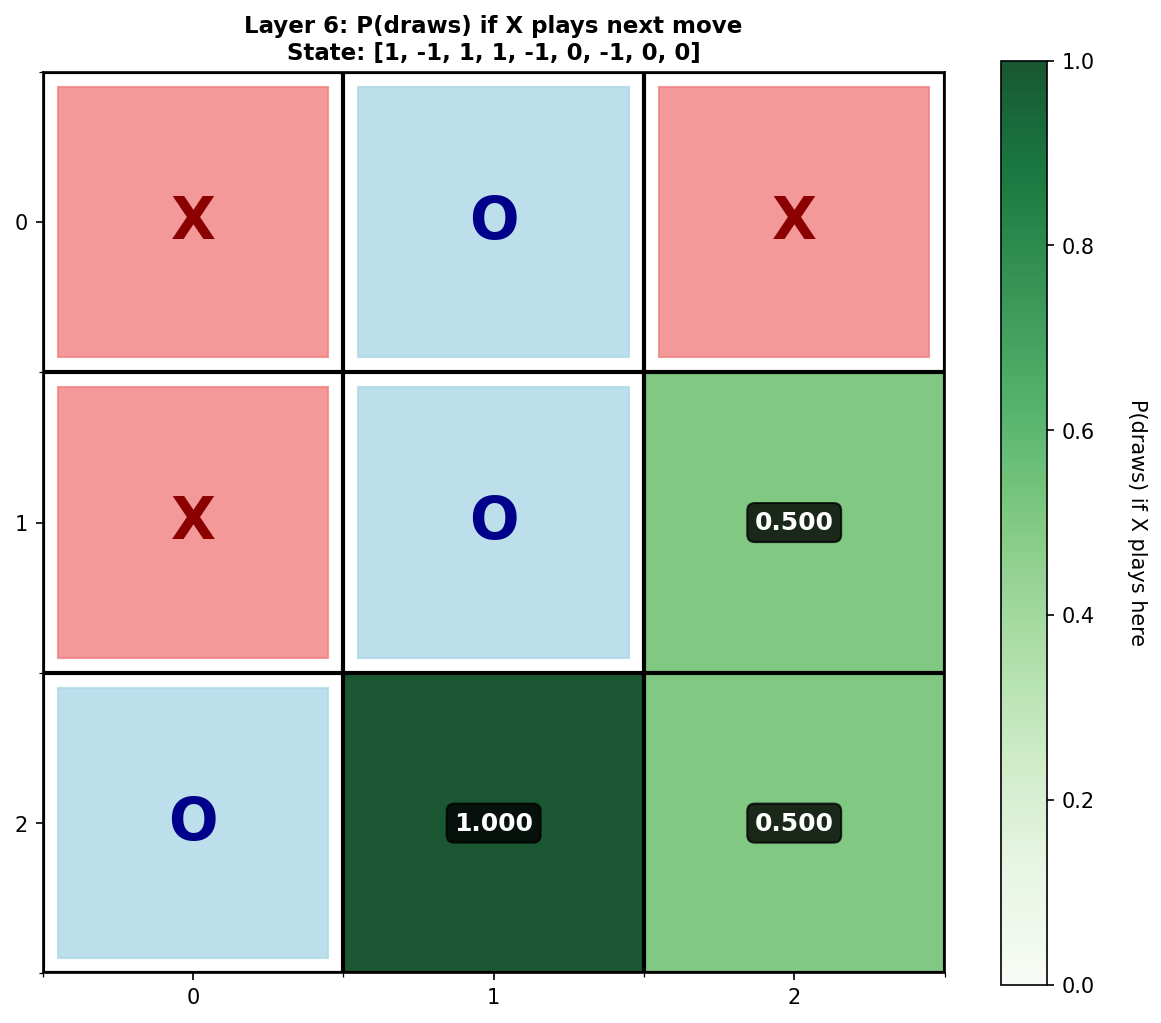 Layer 6: P(draws) if X plays next move
State: [1, -1, 1, 1, -1, 0, -1, 0, 0]
X O X
X O 0.500
O 1.000 0.500
0
1
2
0 1 2
1.0
0.8
0.6
0.4
0.2
0.0
P(draws) if X plays here